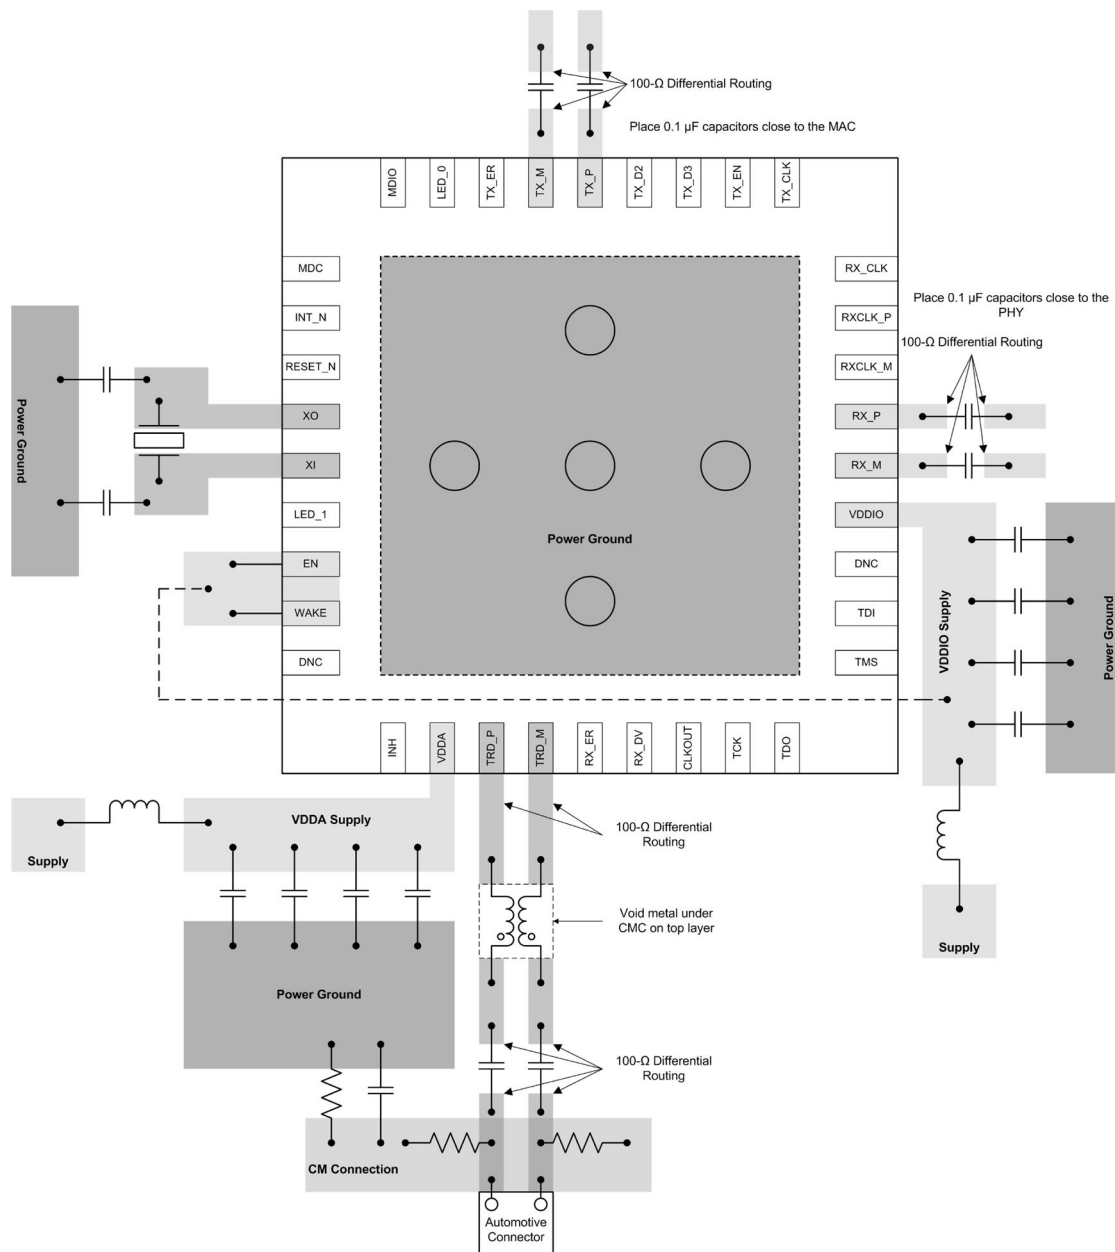 100-Ω Differential Routing
Place 0.1 µF capacitors close to the MAC
MDIO
LED_0
TX_ER
TX_M
TX_P
TX_D2
TX_D3
TX_EN
TX_CLK
MDC
INT_N
RESET_N
XO
XI
LED_1
EN
WAKE
DNC
Power Ground
Power Ground
RX_CLK
RXCLK_P
RXCLK_M
RX_P
RX_M
VDDIO
DNC
TDI
TMS
Place 0.1 µF capacitors close to the
PHY
100-Ω Differential Routing
VDDIO Supply
Power Ground
INH
VDDA
TRD_P
TRD_M
RX_ER
RX_DV
CLKOUT
TCK
TDO
Supply
VDDA Supply
100-Ω Differential
Routing
Void metal under
CMC on top layer
Supply
Power Ground
100-Ω Differential
Routing
CM Connection
Automotive
Connector